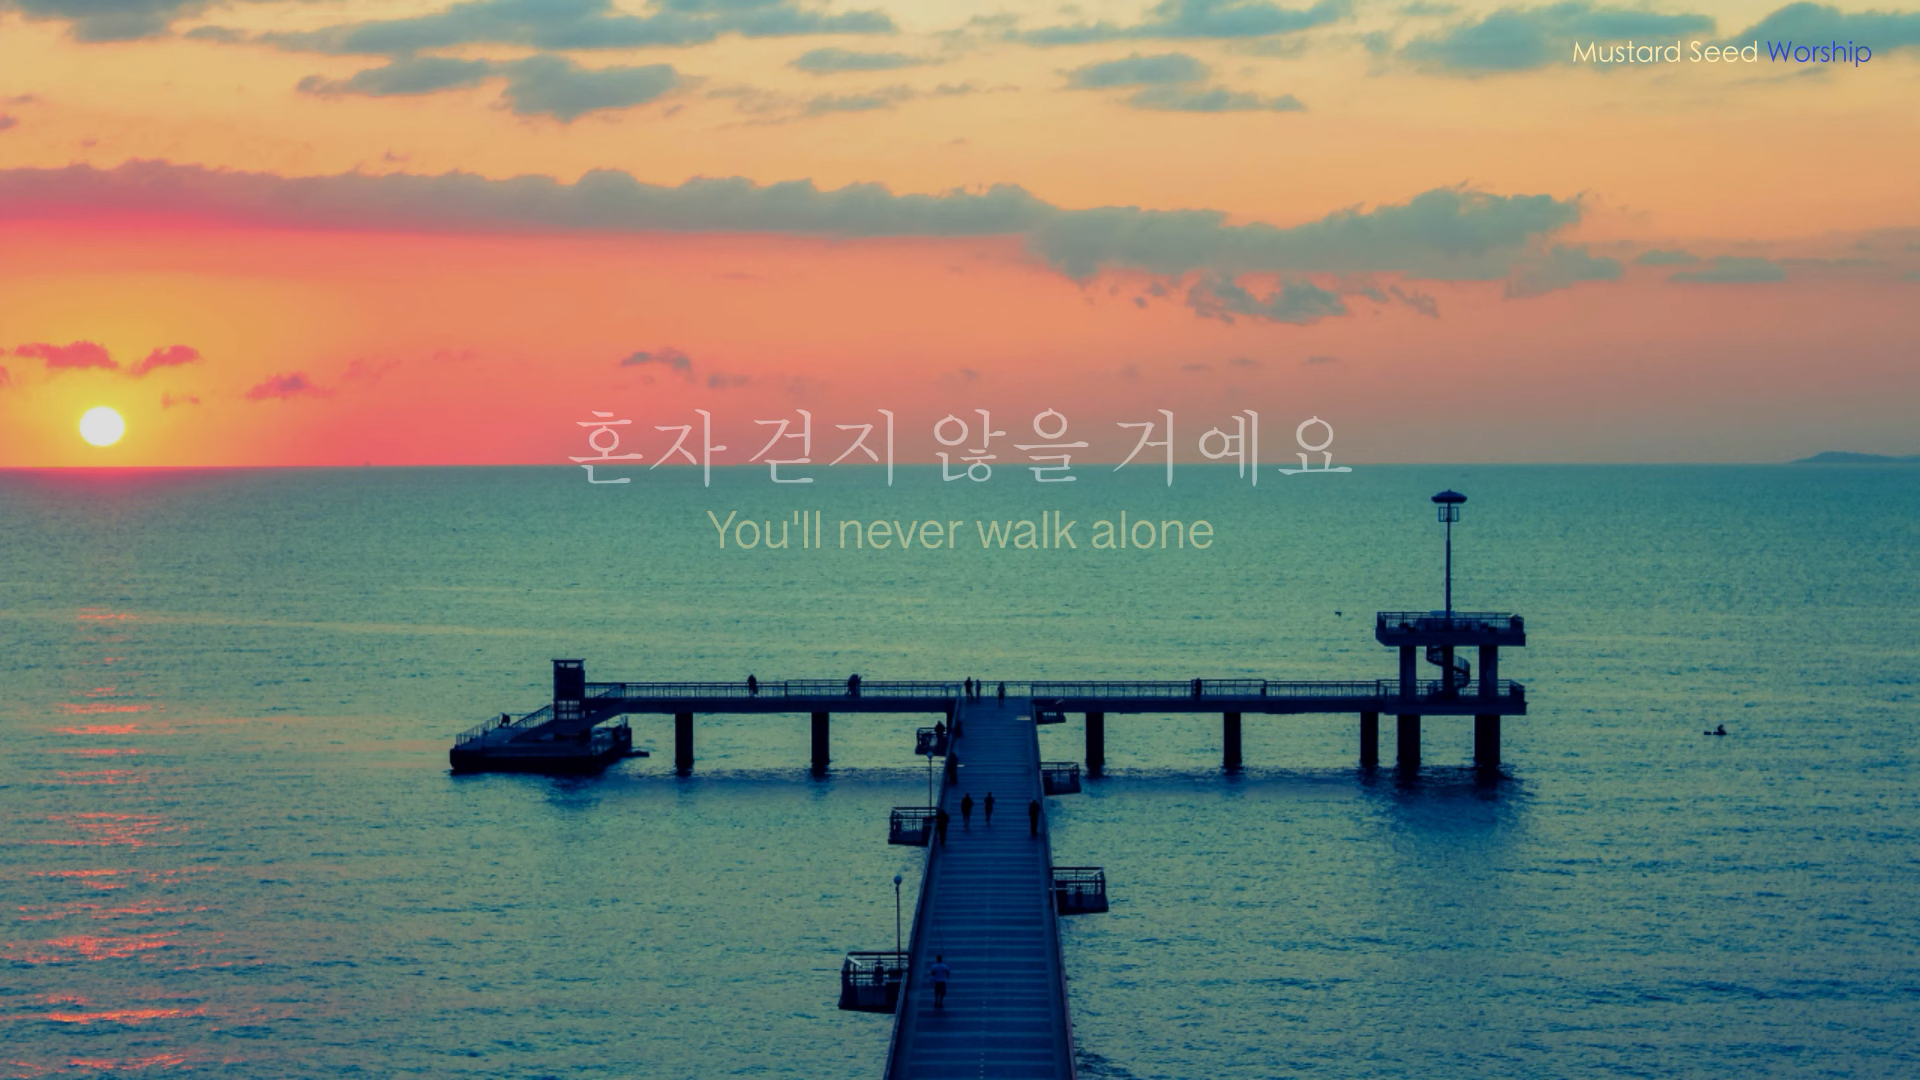 Mustard Seed Worship
혼자 걷지 않을 거예요
You'll never walk alone